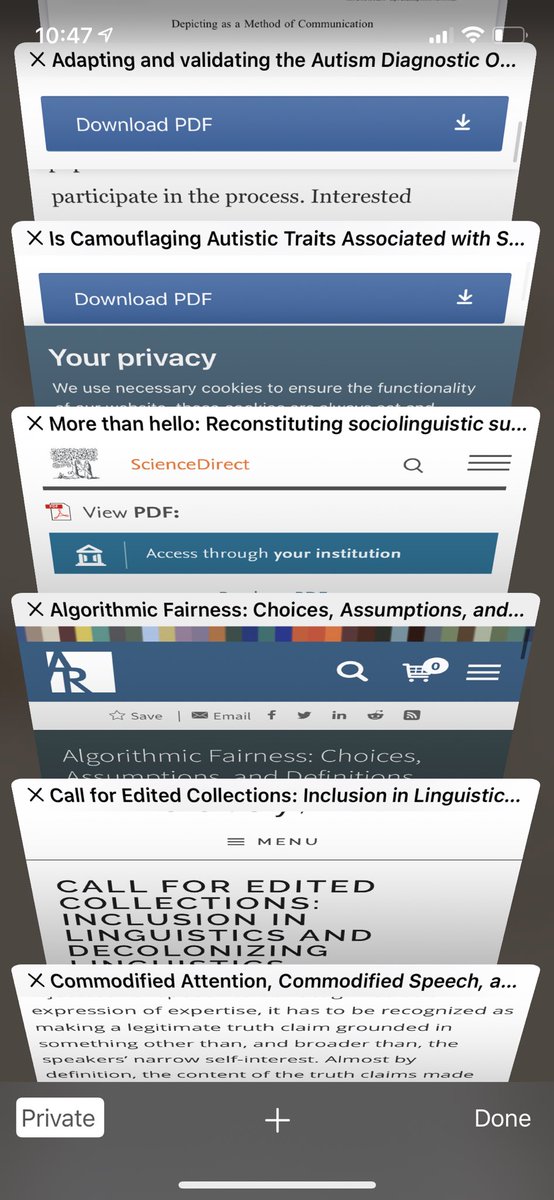 Depicting as a Method of Communication
10:47
Adapting and validating the Autism Diagnostic O...
Download PDF
participate in the process. Interested
Is Camouflaging Autistic Traits Associated with S...
Download PDF
Your privacy
We use necessary cookies to ensure the functionality
More than hello: Reconstituting sociolinguistic su...
ScienceDirect
View PDF:
Access through your institution
Algorithmic Fairness: Choices, Assumptions, and...
AR
0
Save | Email
Algorithmic Fairness: Choices,
Assumptions, and Definitions
Call for Edited Collections: Inclusion in Linguistic...
MENU
CALL FOR EDITED
COLLECTIONS:
INCLUSION IN
LINGUISTICS AND
DECOLONIZING
LINGUISTICS
Commodified Attention, Commodified Speech, a...
expression of expertise, it has to be recognized as
making a legitimate truth claim grounded in
something other than, and broader than, the
speakers' narrow self-interest. Almost by
definition, the content of the truth claims made
Private
Done